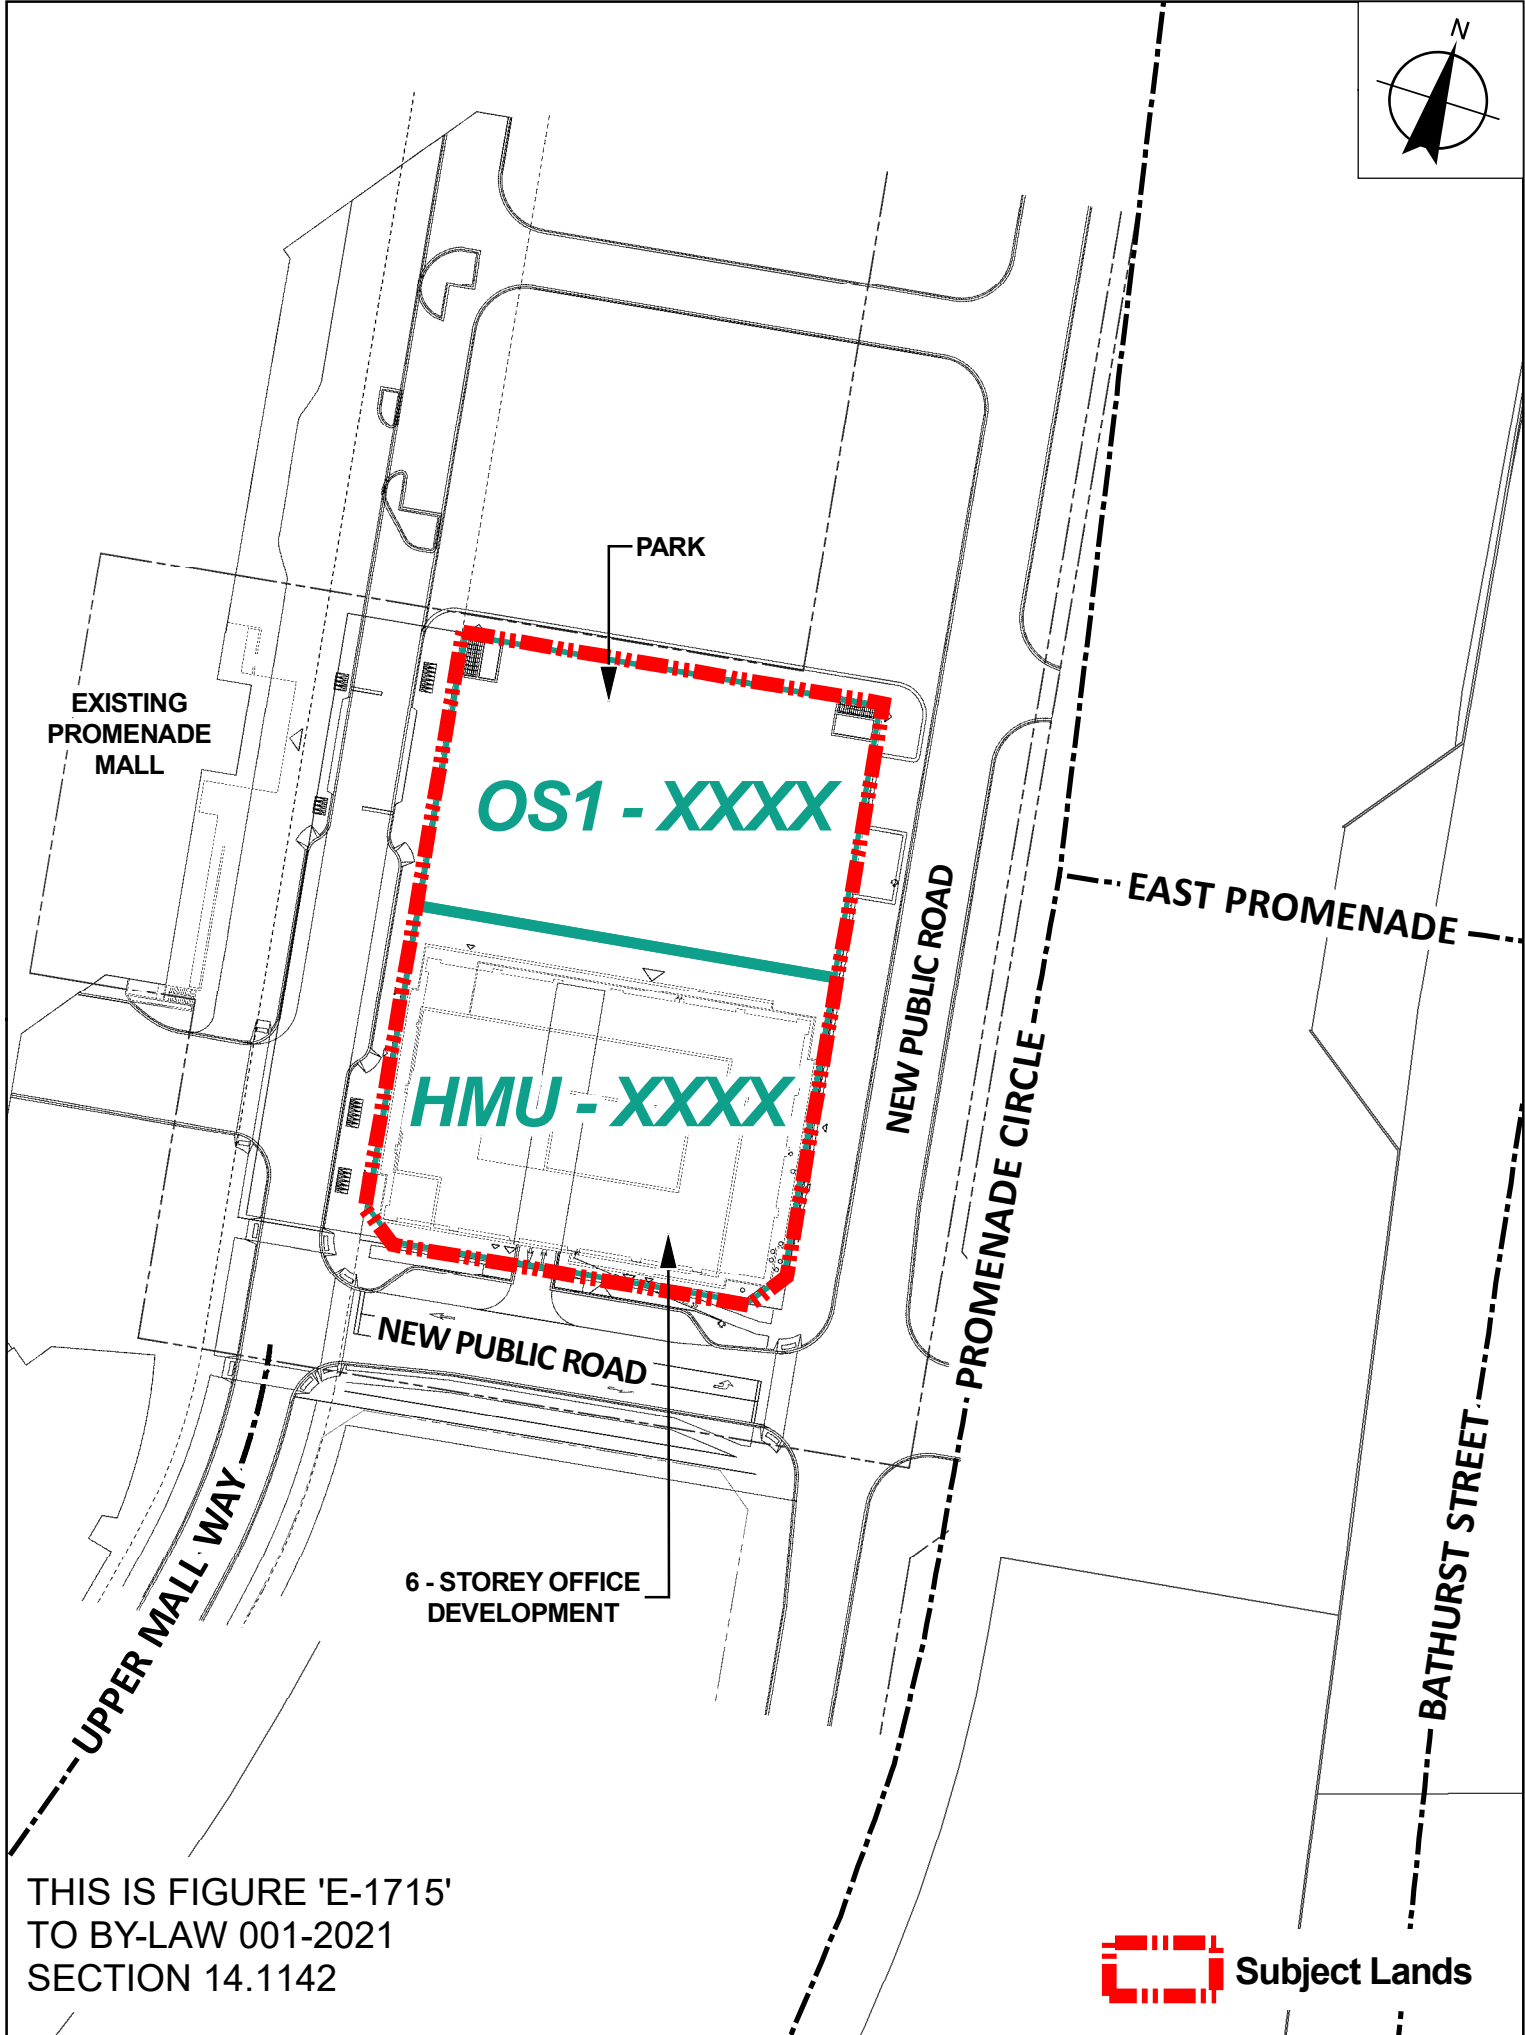 N
PARK
EXISTING
PROMENADE
MALL
OS1 - XXXX
EAST PROMENADE
NEW PUBLIC ROAD
HMU - XXXX
PROMENADE CIRCLE
NEW PUBLIC ROAD
BATHURST STREET
UPPER MALL WAY
6 - STOREY OFFICE
DEVELOPMENT
THIS IS FIGURE 'E-1715'
TO BY-LAW 001-2021
SECTION 14.1142
Subject Lands